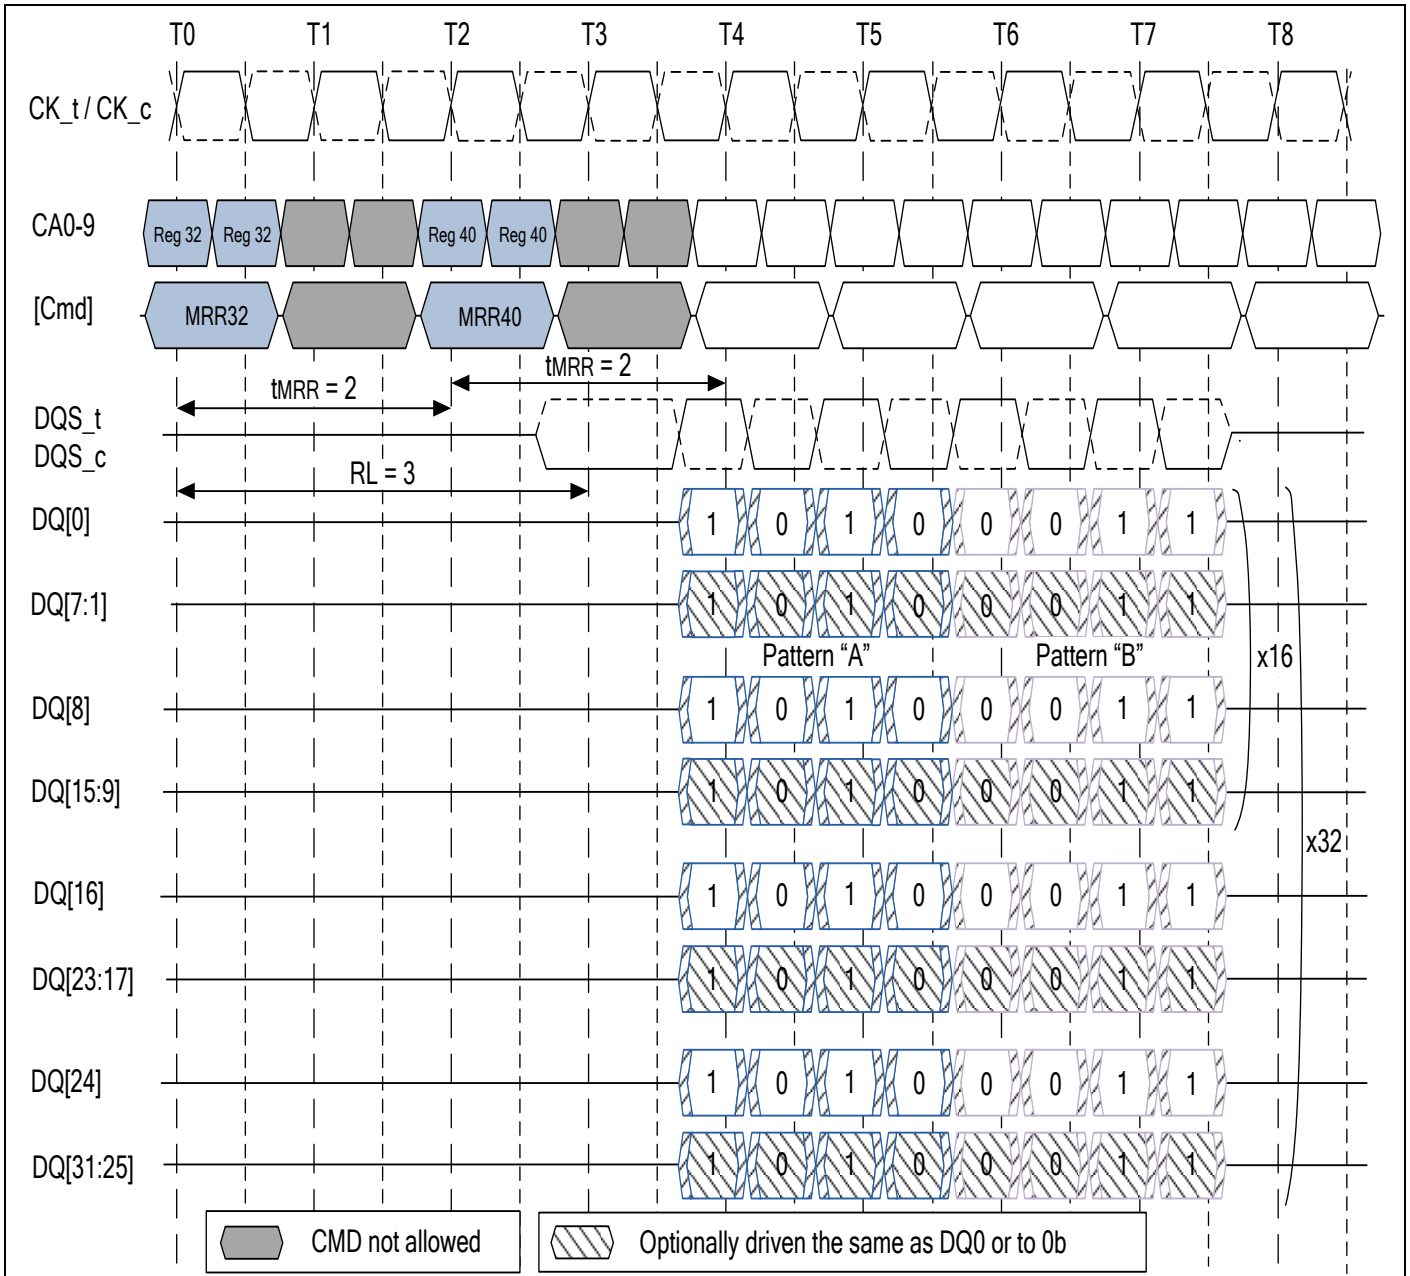 T0 T1 T2 T3 T4 T5 T6 T7 T8
CK_t / CK_c
CA0-9 Reg 32 Reg 32 Reg 40 Reg 40
[Cmd] MRR32 MRR40
tMRR = 2 tMRR = 2
DQS_t
DQS_c
RL = 3
DQ[0] 1 0 1 0 0 0 1 1
DQ[7:1] 1 0 1 0 0 0 1 1
Pattern “A” Pattern “B” x16
DQ[8] 1 0 1 0 0 0 1 1
DQ[15:9] 1 0 1 0 0 0 1 1
x32
DQ[16] 1 0 1 0 0 0 1 1
DQ[23:17] 1 0 1 0 0 0 1 1
DQ[24] 1 0 1 0 0 0 1 1
DQ[31:25] 1 0 1 0 0 0 1 1
CMD not allowed Optionally driven the same as DQ0 or to 0b